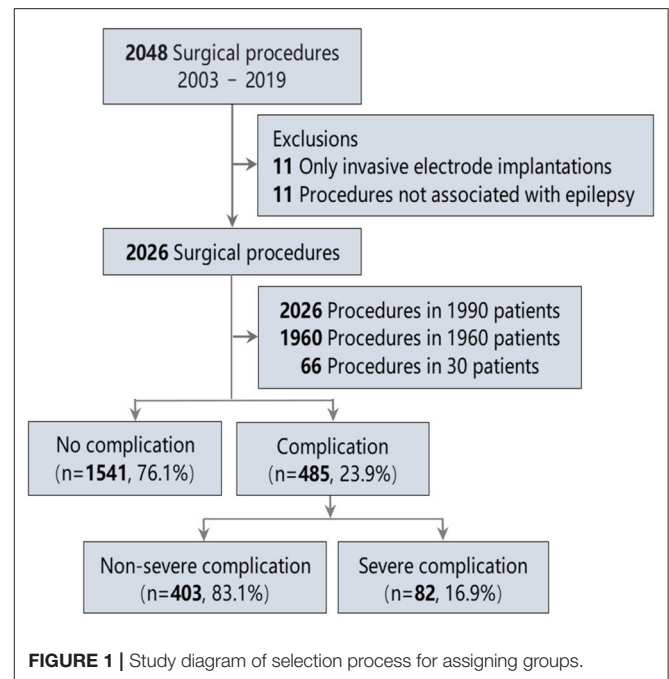 2048 Surgical procedures
2003 – 2019
Exclusions
11 Only invasive electrode implantations
11 Procedures not associated with epilepsy
2026 Surgical procedures
2026 Procedures in 1990 patients
1960 Procedures in 1960 patients
66 Procedures in 30 patients
No complication
(n=1541, 76.1%)
Complication
(n=485, 23.9%)
Non-severe complication
(n=403, 83.1%)
Severe complication
(n=82, 16.9%)
FIGURE 1 | Study diagram of selection process for assigning groups.